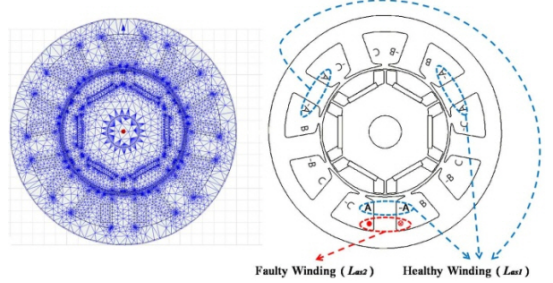 -B
C
C
-C
B
-A
A
A
-A
B
-B
-B
C
C
-C
A
-A
B
Faulty Winding ( Las2 )
Healthy Winding ( Las1 )